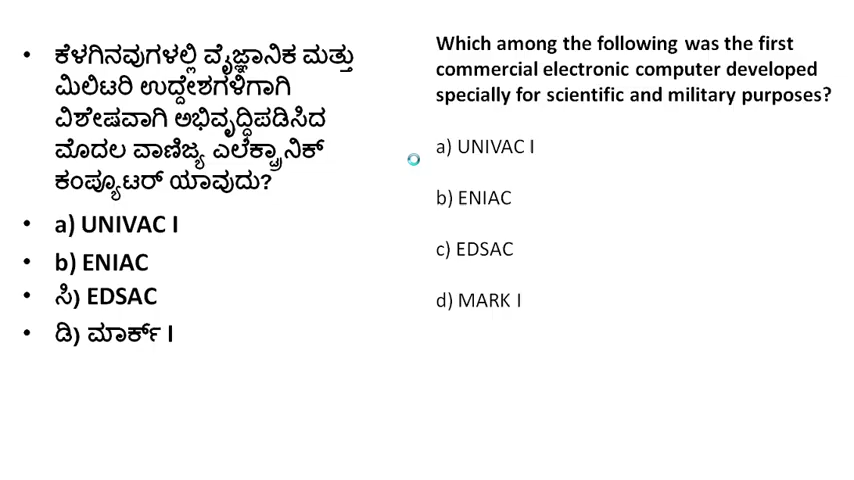 • ಕೆಳಗಿನವುಗಳಲ್ಲಿ ವೈಜ್ಞಾನಿಕ ಮತ್ತು
ಮಿಲಿಟರಿ ಉದ್ದೇಶಗಳಿಗಾಗಿ
ವಿಶೇಷವಾಗಿ ಅಭಿವೃದ್ಧಿಪಡಿಸಿದ
ಮೊದಲ ವಾಣಿಜ್ಯ ಎಲೆಕ್ಟ್ರಾನಿಕ್
ಕಂಪ್ಯೂಟರ್ ಯಾವುದು?
• a) UNIVAC I
• b) ENIAC
• ಸಿ) EDSAC
• ಡಿ) ಮಾರ್ಕ್ I
Which among the following was the first
commercial electronic computer developed
specially for scientific and military purposes?
a) UNIVAC I
b) ENIAC
c) EDSAC
d) MARK I